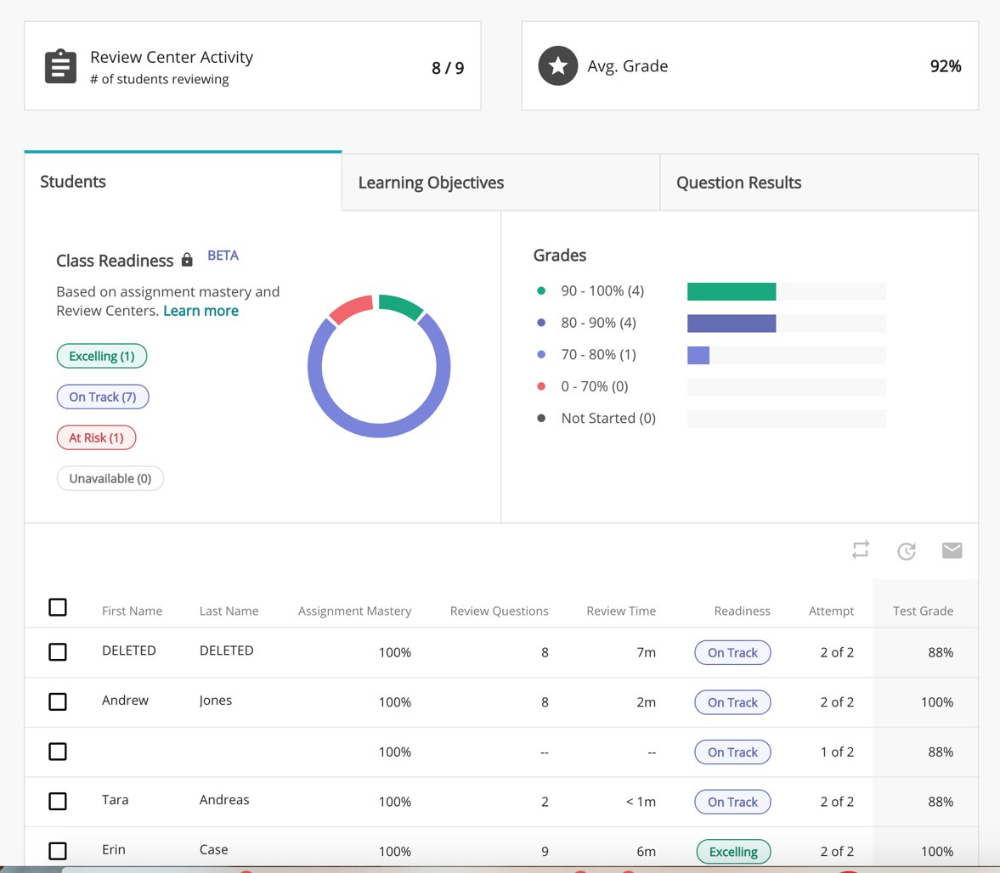 Review Center Activity
# of students reviewing
8 / 9
Avg. Grade
92%
Students
Learning Objectives
Question Results
Class Readiness BETA
Based on assignment mastery and
Review Centers. Learn more
Excelling (1)
On Track (7)
At Risk (1)
Unavailable (0)
Grades
90 - 100% (4)
80 - 90% (4)
70 - 80% (1)
0 - 70% (0)
Not Started (0)
First Name Last Name Assignment Mastery Review Questions Review Time Readiness Attempt Test Grade
DELETED DELETED 100% 8 7m On Track 2 of 2 88%
Andrew Jones 100% 8 2m On Track 2 of 2 100%
100% -- -- On Track 1 of 2 88%
Tara Andreas 100% 2 < 1m On Track 2 of 2 88%
Erin Case 100% 9 6m Excelling 2 of 2 100%